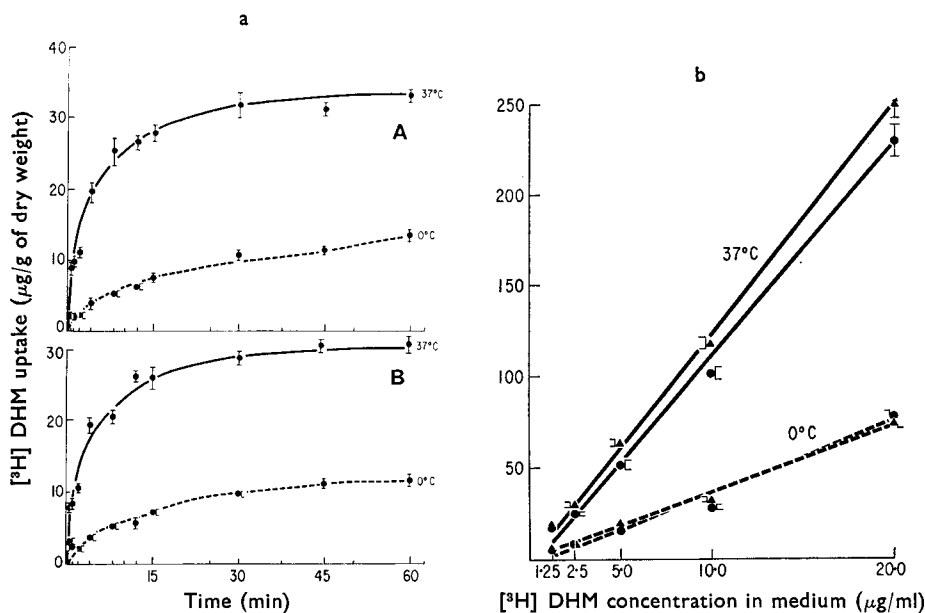 a
[³H] DHM uptake (μg/g of dry weight)
40
30
20
10
0
37°C
A
0°C
30
20
10
0
37°C
B
0°C
15
30
45
60
Time (min)
b
250
200
150
100
50
37°C
0°C
1·25
2·5
5·0
10·0
20·0
[³H] DHM concentration in medium (μg/ml)